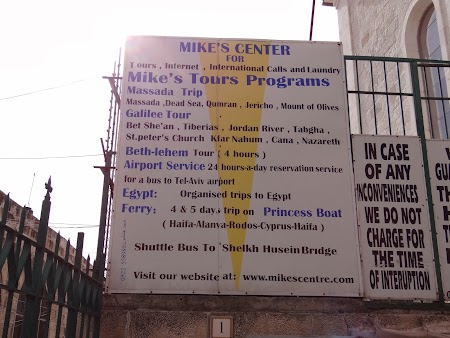 MIKE'S CENTER
FOR
Tours , Internet , International Calls and Laundry
Mike's Tours Programs
Massada Trip
Massada ,Dead Sea, Qumran , Jericho , Mount of Olives
Galilee Tour
Bet She'an , Tiberias , Jordan River , Tabgha ,
St.peter's Church Kfar Nahum , Cana , Nazareth
Beth-lehem Tour ( 4 hours )
Airport Service 24 hours-a-day reservation service
for a bus to Tel-Aviv airport
Egypt: Organised trips to Egypt
Ferry: 4 & 5 days trip on Princess Boat
( Haifa-Alanya-Rodos-Cyprus-Haifa )
Shuttle Bus To Sheikh Husein Bridge
Visit our website at: www.mikescentre.com
1
IN CASE
OF ANY
INCONVENIENCES
WE DO NOT
CHARGE FOR
THE TIME
OF INTERUPTION